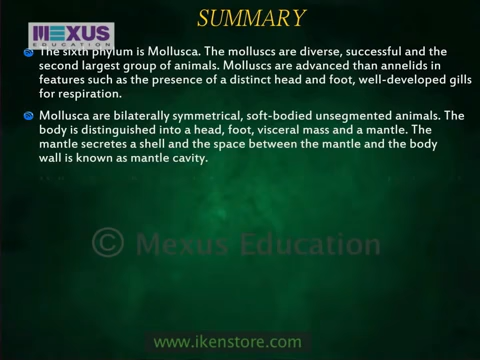 SUMMARY
MEXUS
EDUCATION
The sixth phylum is Mollusca. The molluscs are diverse, successful and the
second largest group of animals. Molluscs are advanced than annelids in
features such as the presence of a distinct head and foot, well-developed gills
for respiration.
Mollusca are bilaterally symmetrical, soft-bodied unsegmented animals. The
body is distinguished into a head, foot, visceral mass and a mantle. The
mantle secretes a shell and the space between the mantle and the body
wall is known as mantle cavity.
© Mexus Education
www.ikenstore.com